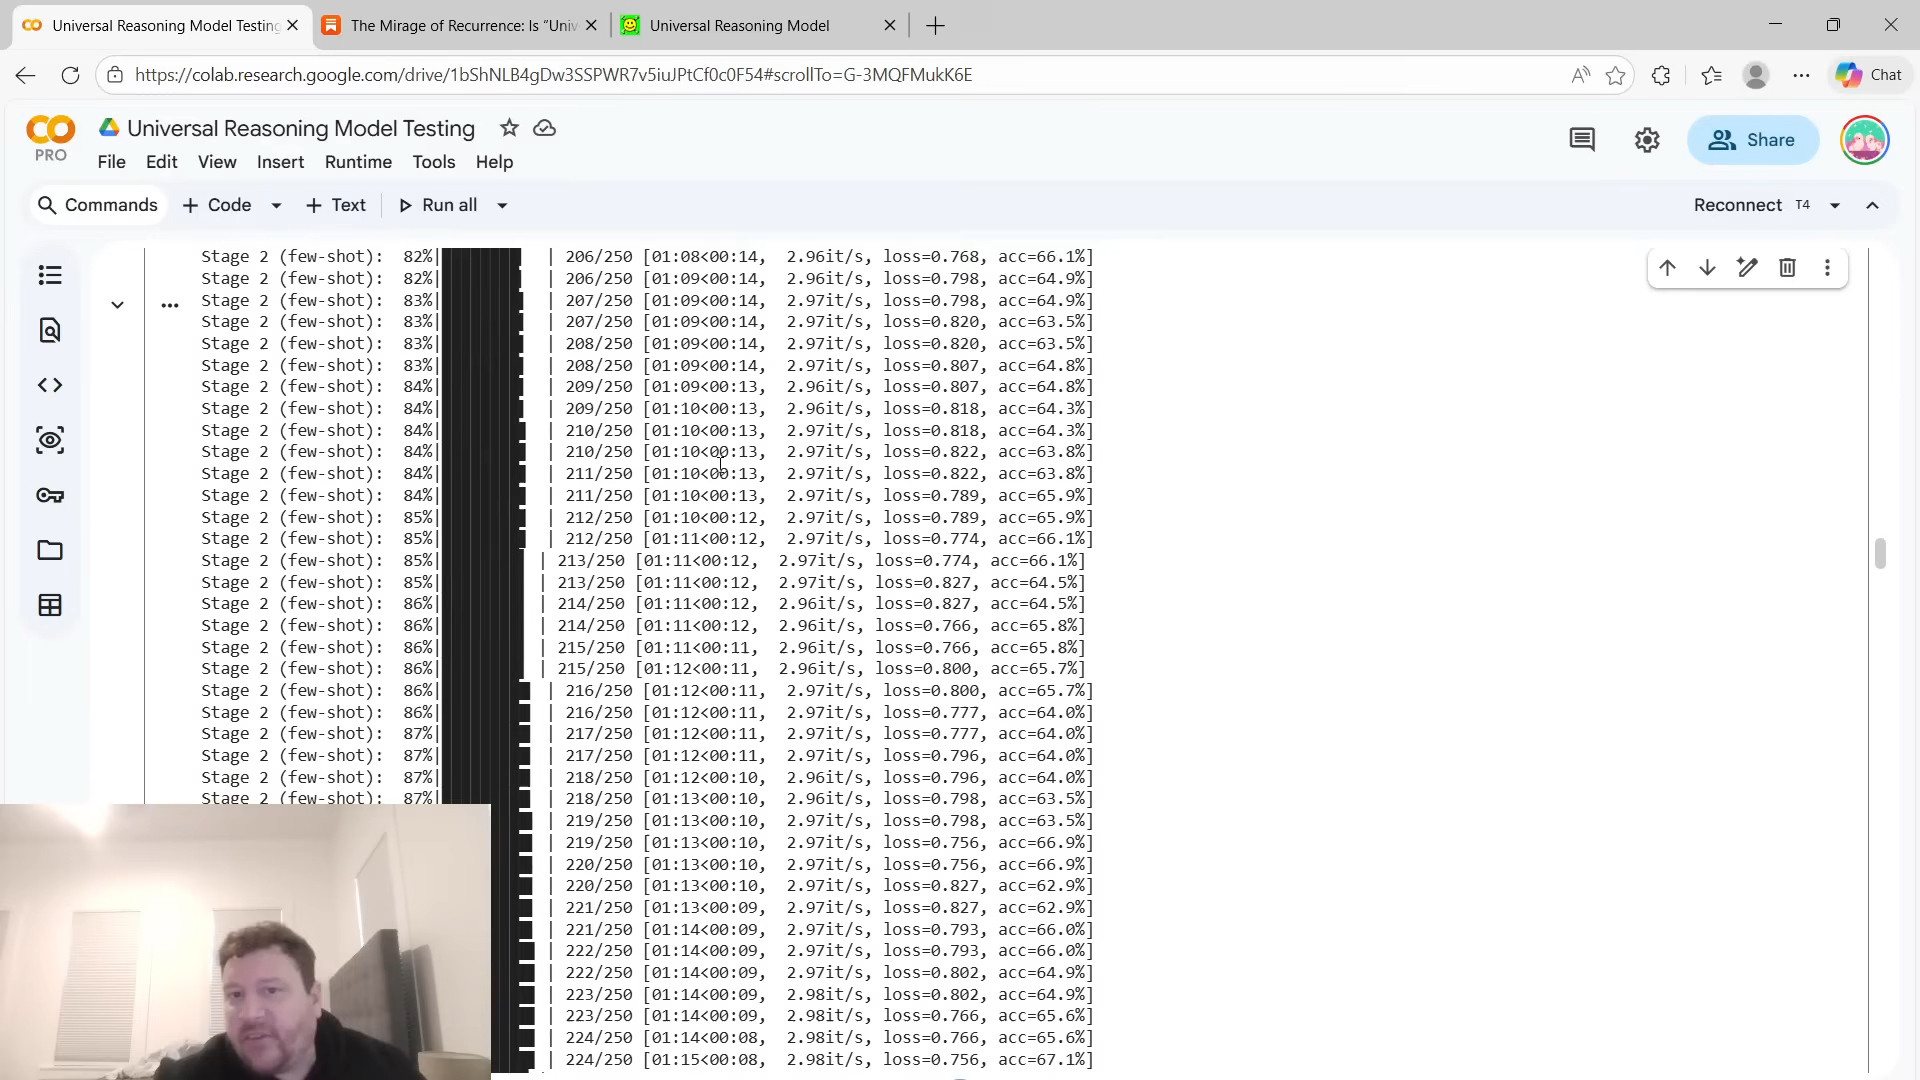 Universal Reasoning Model Testing
The Mirage of Recurrence: Is “Univ
Universal Reasoning Model
https://colab.research.google.com/drive/1bShNLB4gDw3SSPWR7v5iuJPtCf0c0F54#scrollTo=G-3MQFMukK6E
Chat
PRO
Universal Reasoning Model Testing
File Edit View Insert Runtime Tools Help
Share
Commands + Code + Text Run all
Reconnect T4
Stage 2 (few-shot): 82%| | 206/250 [01:08<00:14, 2.96it/s, loss=0.768, acc=66.1%]
Stage 2 (few-shot): 82%| | 206/250 [01:09<00:14, 2.96it/s, loss=0.798, acc=64.9%]
Stage 2 (few-shot): 83%| | 207/250 [01:09<00:14, 2.97it/s, loss=0.798, acc=64.9%]
Stage 2 (few-shot): 83%| | 207/250 [01:09<00:14, 2.97it/s, loss=0.820, acc=63.5%]
Stage 2 (few-shot): 83%| | 208/250 [01:09<00:14, 2.97it/s, loss=0.820, acc=63.5%]
Stage 2 (few-shot): 83%| | 208/250 [01:09<00:14, 2.97it/s, loss=0.807, acc=64.8%]
Stage 2 (few-shot): 84%| | 209/250 [01:09<00:13, 2.96it/s, loss=0.807, acc=64.8%]
Stage 2 (few-shot): 84%| | 209/250 [01:10<00:13, 2.96it/s, loss=0.818, acc=64.3%]
Stage 2 (few-shot): 84%| | 210/250 [01:10<00:13, 2.97it/s, loss=0.818, acc=64.3%]
Stage 2 (few-shot): 84%| | 210/250 [01:10<00:13, 2.97it/s, loss=0.822, acc=63.8%]
Stage 2 (few-shot): 84%| | 211/250 [01:10<00:13, 2.97it/s, loss=0.822, acc=63.8%]
Stage 2 (few-shot): 84%| | 211/250 [01:10<00:13, 2.97it/s, loss=0.789, acc=65.9%]
Stage 2 (few-shot): 85%| | 212/250 [01:10<00:12, 2.97it/s, loss=0.789, acc=65.9%]
Stage 2 (few-shot): 85%| | 212/250 [01:11<00:12, 2.97it/s, loss=0.774, acc=66.1%]
Stage 2 (few-shot): 85%| | 213/250 [01:11<00:12, 2.97it/s, loss=0.774, acc=66.1%]
Stage 2 (few-shot): 85%| | 213/250 [01:11<00:12, 2.97it/s, loss=0.827, acc=64.5%]
Stage 2 (few-shot): 86%| | 214/250 [01:11<00:12, 2.96it/s, loss=0.827, acc=64.5%]
Stage 2 (few-shot): 86%| | 214/250 [01:11<00:12, 2.96it/s, loss=0.766, acc=65.8%]
Stage 2 (few-shot): 86%| | 215/250 [01:11<00:11, 2.96it/s, loss=0.766, acc=65.8%]
Stage 2 (few-shot): 86%| | 215/250 [01:12<00:11, 2.96it/s, loss=0.800, acc=65.7%]
Stage 2 (few-shot): 86%| | 216/250 [01:12<00:11, 2.97it/s, loss=0.800, acc=65.7%]
Stage 2 (few-shot): 86%| | 216/250 [01:12<00:11, 2.97it/s, loss=0.777, acc=64.0%]
Stage 2 (few-shot): 87%| | 217/250 [01:12<00:11, 2.97it/s, loss=0.777, acc=64.0%]
Stage 2 (few-shot): 87%| | 217/250 [01:12<00:11, 2.97it/s, loss=0.796, acc=64.0%]
Stage 2 (few-shot): 87%| | 218/250 [01:12<00:10, 2.96it/s, loss=0.796, acc=64.0%]
Stage 2 (few-shot): 87%| | 218/250 [01:13<00:10, 2.96it/s, loss=0.798, acc=63.5%]
| 219/250 [01:13<00:10, 2.97it/s, loss=0.798, acc=63.5%]
| 219/250 [01:13<00:10, 2.97it/s, loss=0.756, acc=66.9%]
| 220/250 [01:13<00:10, 2.97it/s, loss=0.756, acc=66.9%]
| 220/250 [01:13<00:10, 2.97it/s, loss=0.827, acc=62.9%]
| 221/250 [01:13<00:09, 2.97it/s, loss=0.827, acc=62.9%]
| 221/250 [01:14<00:09, 2.97it/s, loss=0.793, acc=66.0%]
| 222/250 [01:14<00:09, 2.97it/s, loss=0.793, acc=66.0%]
| 222/250 [01:14<00:09, 2.97it/s, loss=0.802, acc=64.9%]
| 223/250 [01:14<00:09, 2.98it/s, loss=0.802, acc=64.9%]
| 223/250 [01:14<00:09, 2.98it/s, loss=0.766, acc=65.6%]
| 224/250 [01:14<00:08, 2.98it/s, loss=0.766, acc=65.6%]
| 224/250 [01:15<00:08, 2.98it/s, loss=0.756, acc=67.1%]